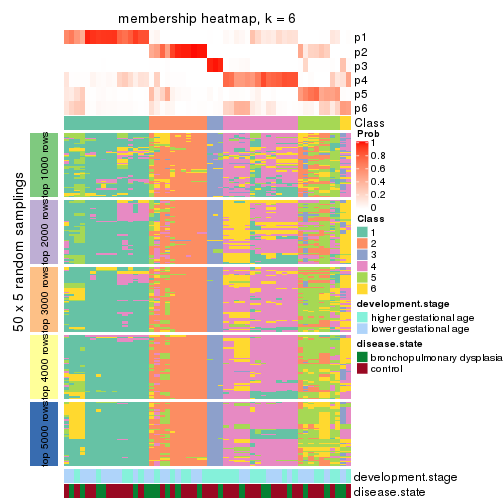 membership heatmap, k = 6
p1
p2
p3
p4
p5
p6
Class
Prob
1
0.8
0.6
0.4
0.2
0
Class
1
2
3
4
5
6
development.stage
higher gestational age
lower gestational age
disease.state
bronchopulmonary dysplasia
control
50 x 5 random samplings
top 1000 rows
top 2000 rows
top 3000 rows
top 4000 rows
top 5000 rows
development.stage
disease.state